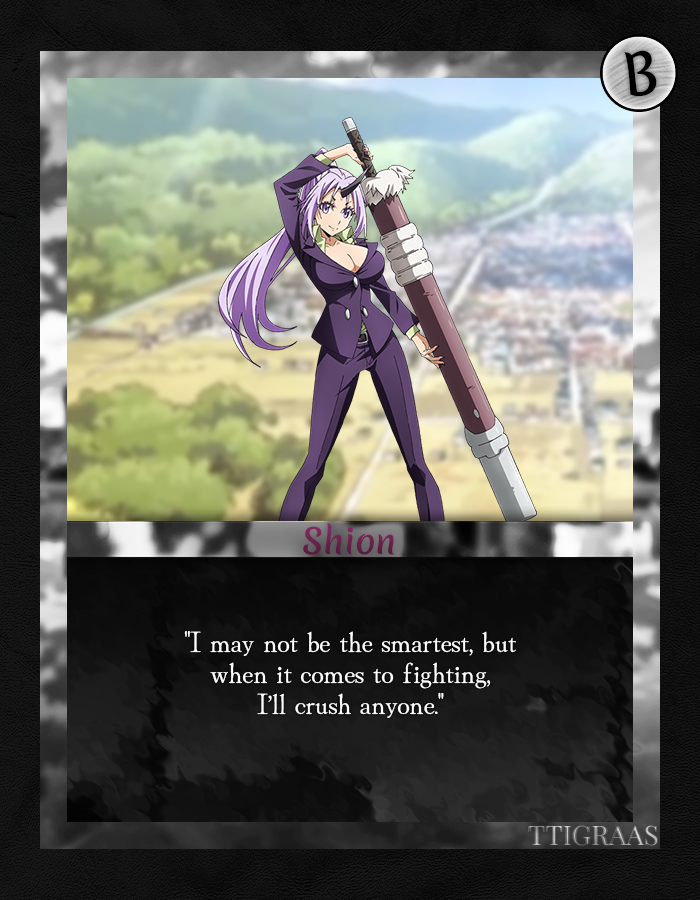 B
Shion
"I may not be the smartest, but
when it comes to fighting,
I'll crush anyone."
TTIGRAAS